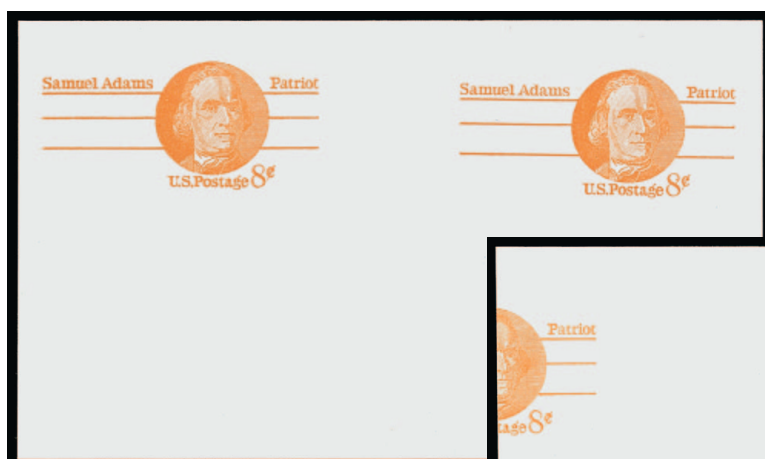 Samuel Adams Patriot
U.S.Postage 8¢
Samuel Adams Patriot
U.S.Postage 8¢
Patriot
tage 8¢